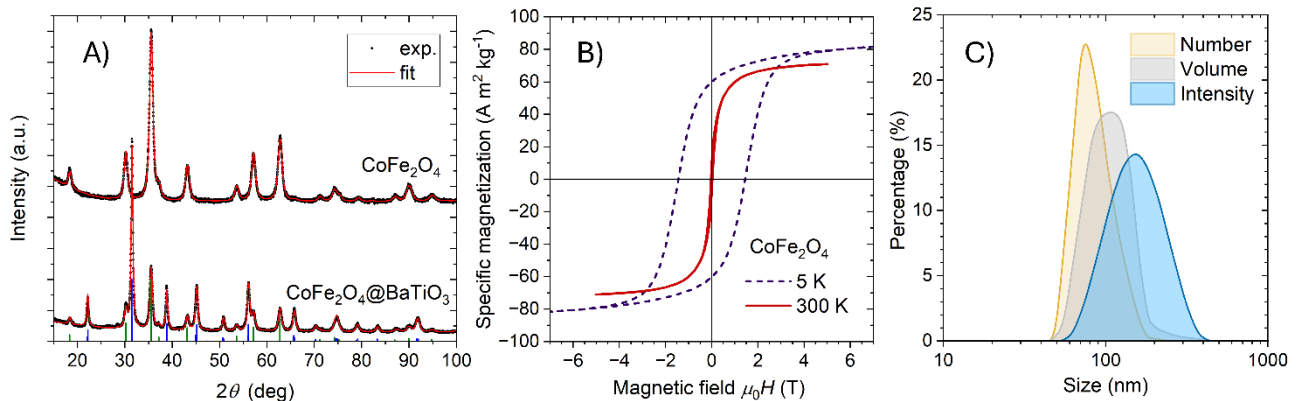 A)
exp.
fit
CoFe₂O₄
CoFe₂O₄@BaTiO₃
Intensity (a.u.)
20 30 40 50 60 70 80 90 100
2θ (deg)
B)
100
80
60
40
20
0
−20
−40
−60
−80
−100
Specific magnetization (A m² kg⁻¹)
CoFe₂O₄
5 K
300 K
−6 −4 −2 0 2 4 6
Magnetic field μ₀H (T)
C)
Number
Volume
Intensity
25
20
15
10
5
0
Percentage (%)
10 100 1000
Size (nm)